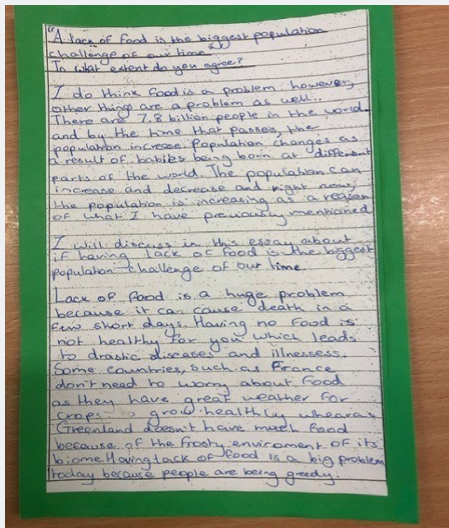 "A lack of food is the biggest population
challenge of our time"
To what extent do you agree?
I do think food is a problem however,
other things are a problem as well..
There are 7.8 billion people in the world
and by the time that passes, the
population increase. Population changes as
a result of babies being born at different
parts of the world. The population can
increase and decrease and right now,
the population is increasing as a reason
of what I have previously mentioned
I will discuss in this essay about
if having lack of food is the biggest
population challenge of our time.
Lack of food is a huge problem
because it can cause death in a
few short days. Having no food is
not healthy for you which leads
to drastic diseases and illnessess.
Some countries, such as France
don't need to worry about food
as they have great weather for
crops to grow healthly whearas
Greenland doesn't have much food
because of the frosty enviroment of its
biome. Having lack of food is a big problem
today because people are being greedy.